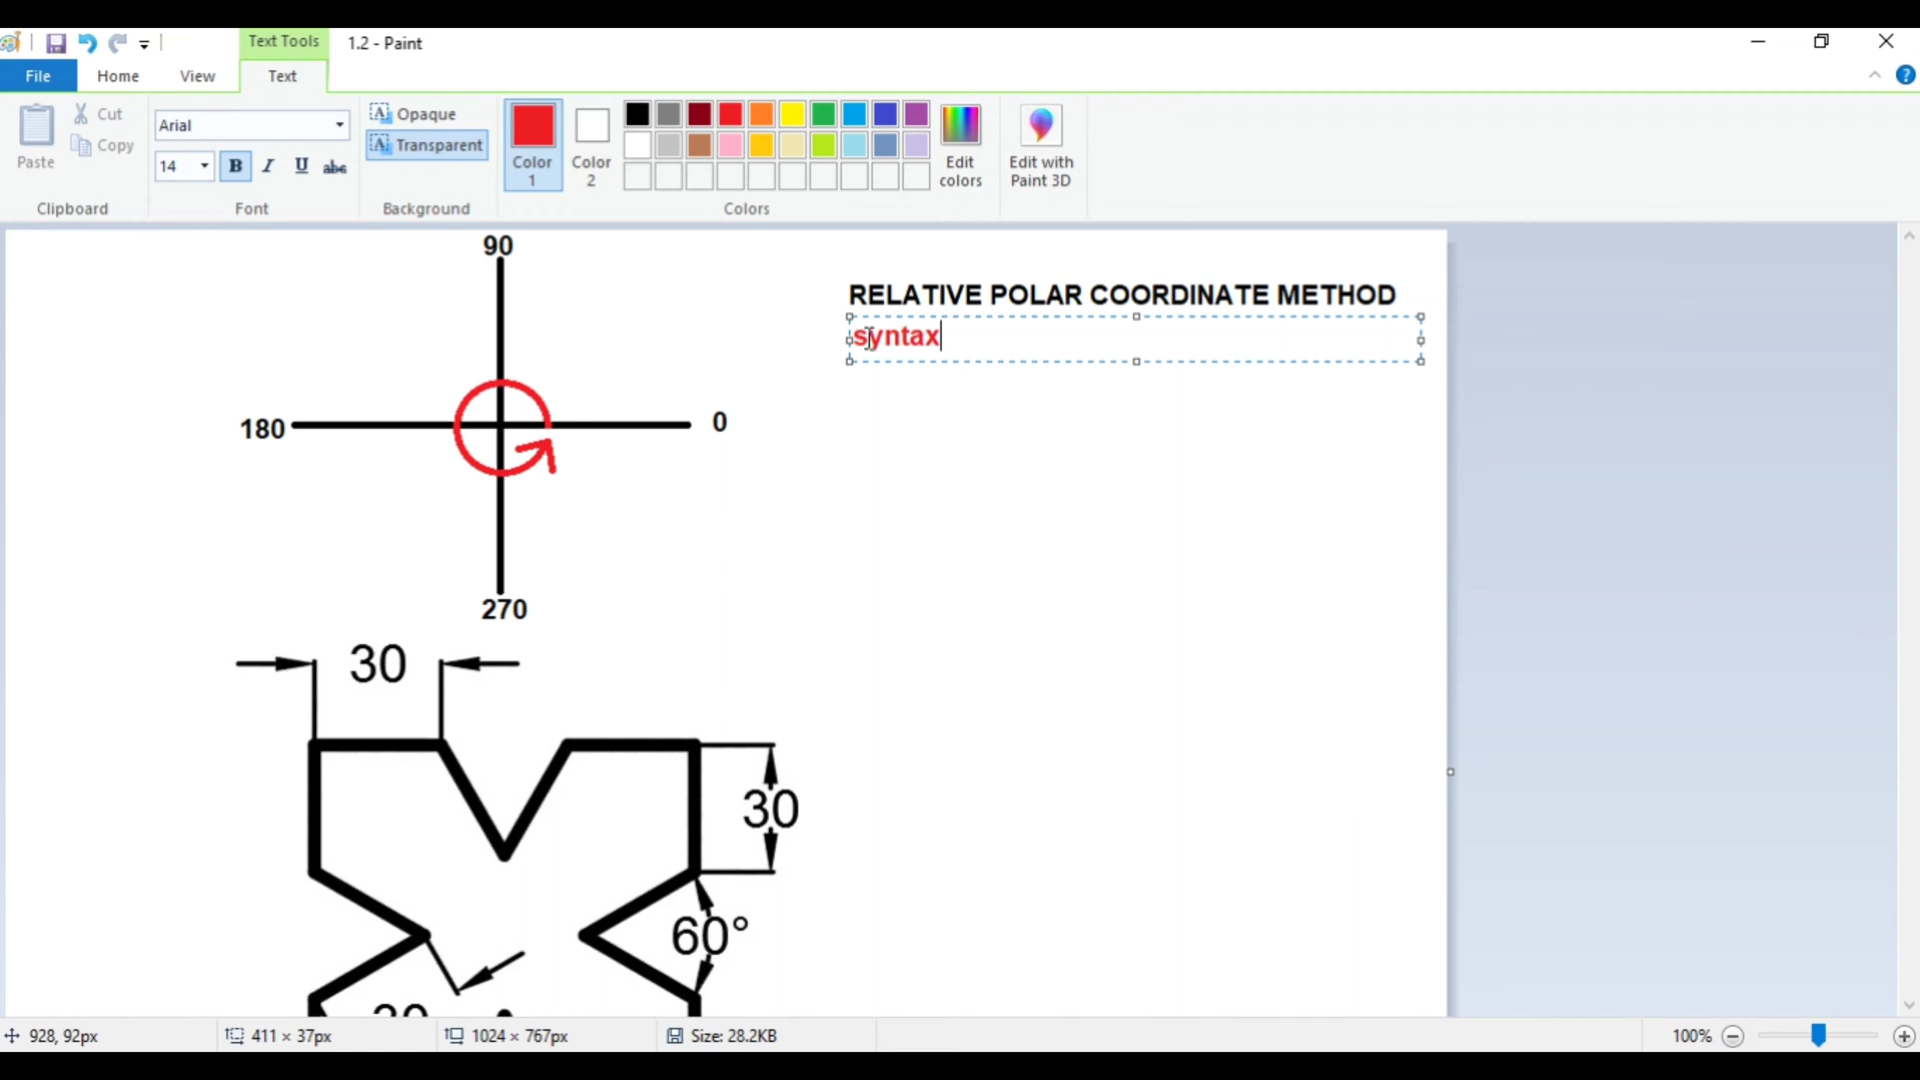 Text Tools
1.2 - Paint
File
Home
View
Text
Paste
Cut
Copy
Clipboard
Arial
14
B I U abc
Font
Opaque
Transparent
Background
Color 1
Color 2
Edit colors
Colors
Edit with Paint 3D
90
180
0
270
RELATIVE POLAR COORDINATE METHOD
syntax
30
30
60°
928, 92px
411 × 37px
1024 × 767px
Size: 28.2KB
100%